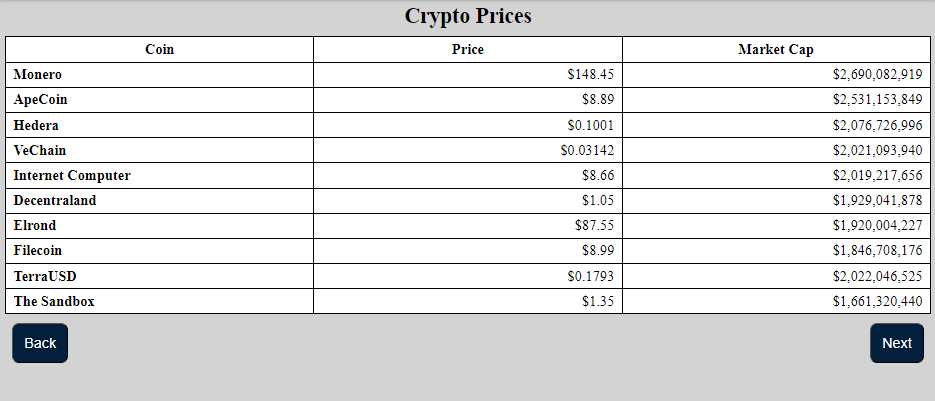 Crypto Prices
Coin Price Market Cap
Monero $148.45 $2,690,082,919
ApeCoin $8.89 $2,531,153,849
Hedera $0.1001 $2,076,726,996
VeChain $0.03142 $2,021,093,940
Internet Computer $8.66 $2,019,217,656
Decentraland $1.05 $1,929,041,878
Elrond $87.55 $1,920,004,227
Filecoin $8.99 $1,846,708,176
TerraUSD $0.1793 $2,022,046,525
The Sandbox $1.35 $1,661,320,440
Back Next